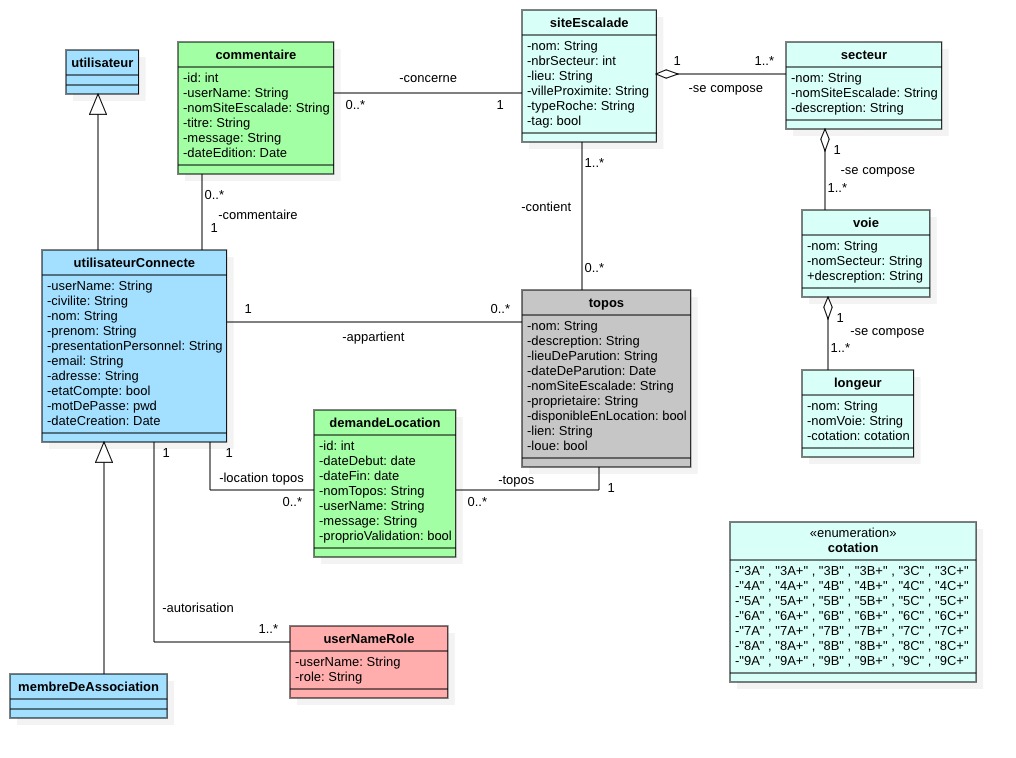 utilisateur
commentaire
-id: int
-userName: String
-nomSiteEscalade: String
-titre: String
-message: String
-dateEdition: Date
-concerne
0..*
1
siteEscalade
-nom: String
-nbrSecteur: int
-lieu: String
-villeProximite: String
-typeRoche: String
-tag: bool
1
1..*
-se compose
secteur
-nom: String
-nomSiteEscalade: String
-descreption: String
1
-se compose
1..*
voie
-nom: String
-nomSecteur: String
+descreption: String
1
-se compose
1..*
longeur
-nom: String
-nomVoie: String
-cotation: cotation
0..*
-commentaire
1
1..*
-contient
0..*
utilisateurConnecte
-userName: String
-civilite: String
-nom: String
-prenom: String
-presentationPersonnel: String
-email: String
-adresse: String
-etatCompte: bool
-motDePasse: pwd
-dateCreation: Date
1
0..*
-appartient
topos
-nom: String
-descreption: String
-lieuDeParution: String
-dateDeParution: Date
-nomSiteEscalade: String
-proprietaire: String
-disponibleEnLocation: bool
-lien: String
-loue: bool
demandeLocation
-id: int
-dateDebut: date
-dateFin: date
-nomTopos: String
-userName: String
-message: String
-proprioValidation: bool
1
1
-location topos
0..*
-topos
0..*
1
-autorisation
1..*
userNameRole
-userName: String
-role: String
membreDeAssociation
«enumeration»
cotation
-"3A" , "3A+" , "3B" , "3B+" , "3C" , "3C+"
-"4A" , "4A+" , "4B" , "4B+" , "4C" , "4C+"
-"5A" , "5A+" , "5B" , "5B+" , "5C" , "5C+"
-"6A" , "6A+" , "6B" , "6B+" , "6C" , "6C+"
-"7A" , "7A+" , "7B" , "7B+" , "7C" , "7C+"
-"8A" , "8A+" , "8B" , "8B+" , "8C" , "8C+"
-"9A" , "9A+" , "9B" , "9B+" , "9C" , "9C+"